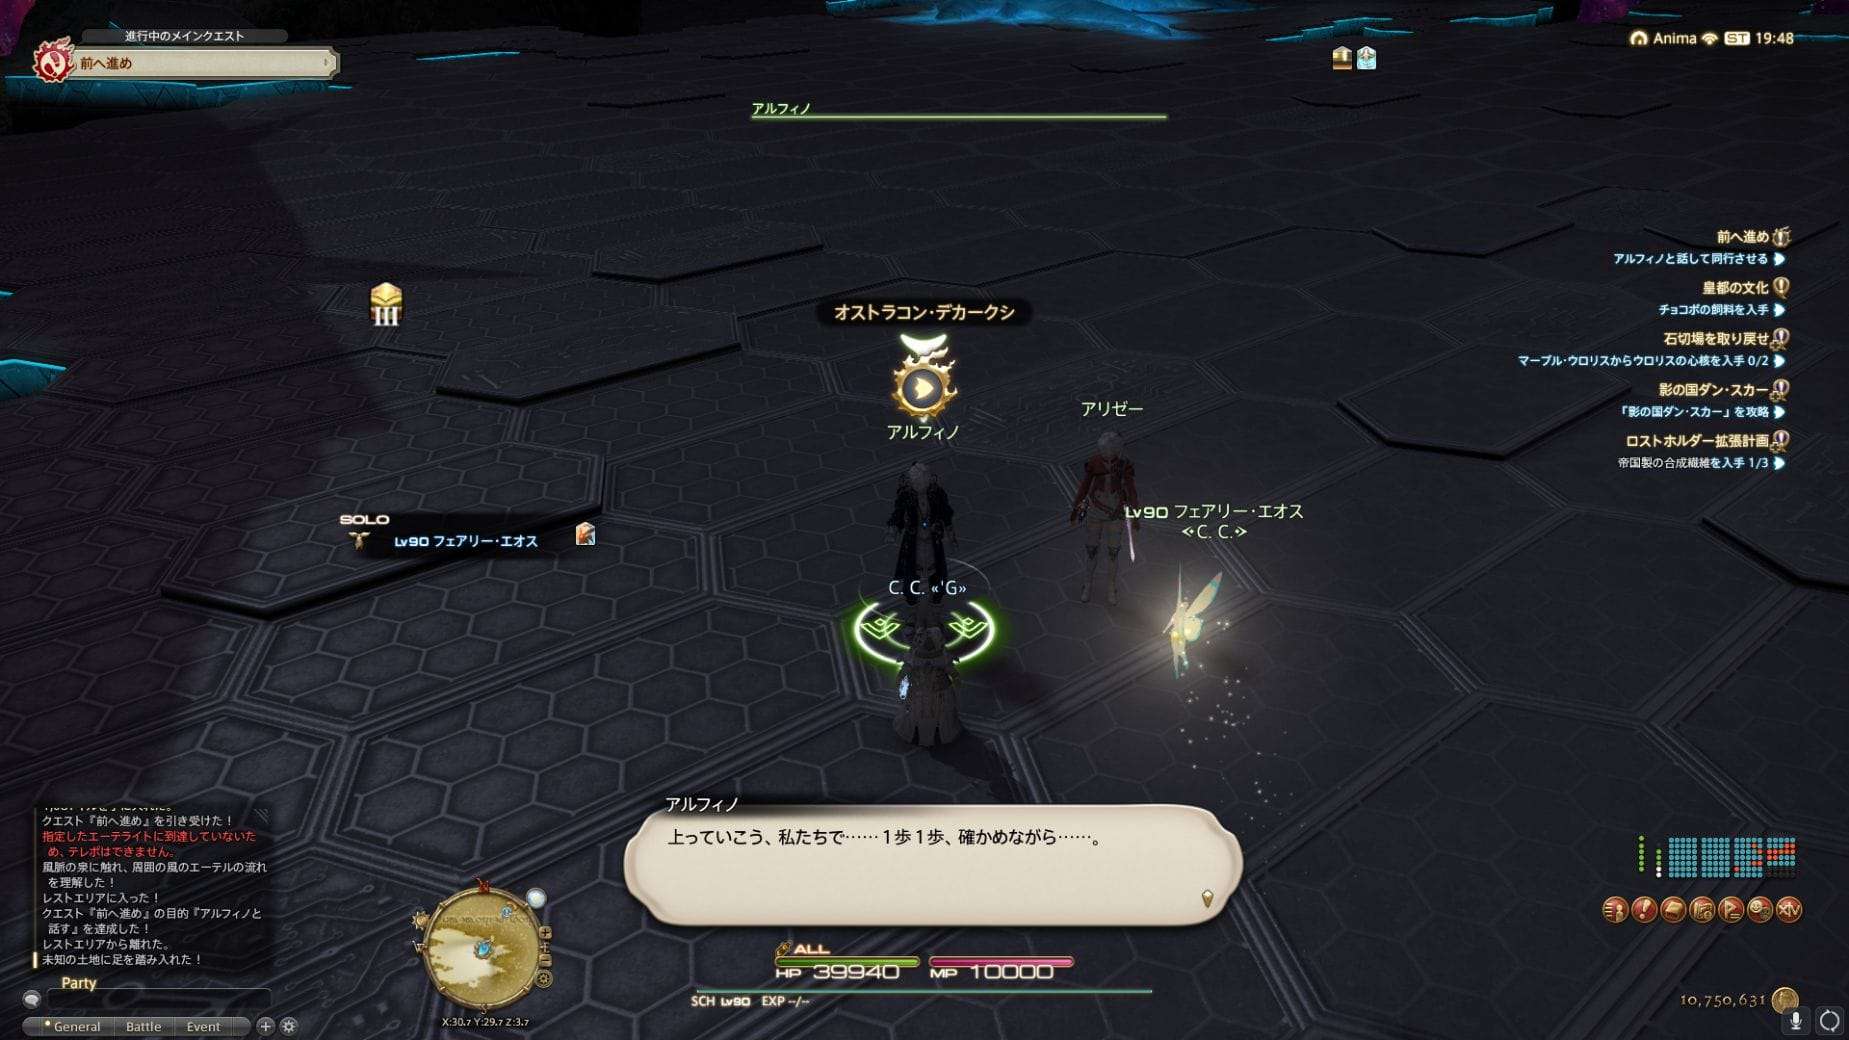 進行中のメインクエスト
前へ進め
Anima ST 19:48
アルフィノ
前へ進め
アルフィノと話して同行させる
皇都の文化
チョコボの飼料を入手
石切場を取り戻せ
マーブル・ウロリスからウロリスの心核を入手 0/2
影の国ダン・スカー
「影の国ダン・スカー」を攻略
ロストホルダー拡張計画
帝国製の合成繊維を入手 1/3
III
オストラコン・デカークシ
アルフィノ
アリゼー
Lv90 フェアリー・エオス
«C. C.»
SOLO
Lv90 フェアリー・エオス
C. C. «'G»
アルフィノ
上っていこう、私たちで……１歩１歩、確かめながら……。
クエスト『前へ進め』を引き受けた！
指定したエーテライトに到達していないた
め、テレポはできません。
風脈の泉に触れ、周囲の風のエーテルの流れ
を理解した！
レストエリアに入った！
クエスト『前へ進め』の目的『アルフィノと
話す』を達成した！
レストエリアから離れた。
未知の土地に足を踏み入れた！
Party
General
Battle
Event
X:30.7 Y:29.7 Z:3.7
ALL
HP 39940
MP 10000
SCH Lv90 EXP --/--
XIV
10,750,631